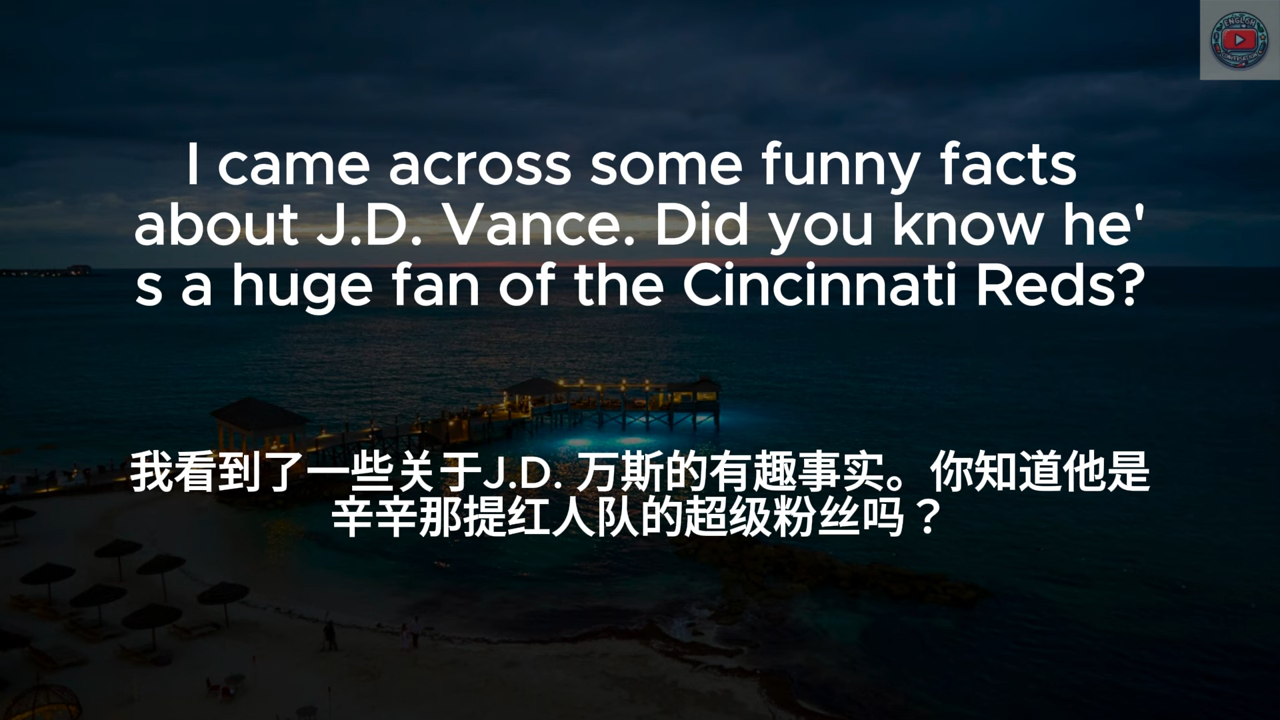 ENGLISH
CONVERSATION
I came across some funny facts
about J.D. Vance. Did you know he'
s a huge fan of the Cincinnati Reds?
我看到了一些关于J.D. 万斯的有趣事实。你知道他是
辛辛那提红人队的超级粉丝吗？